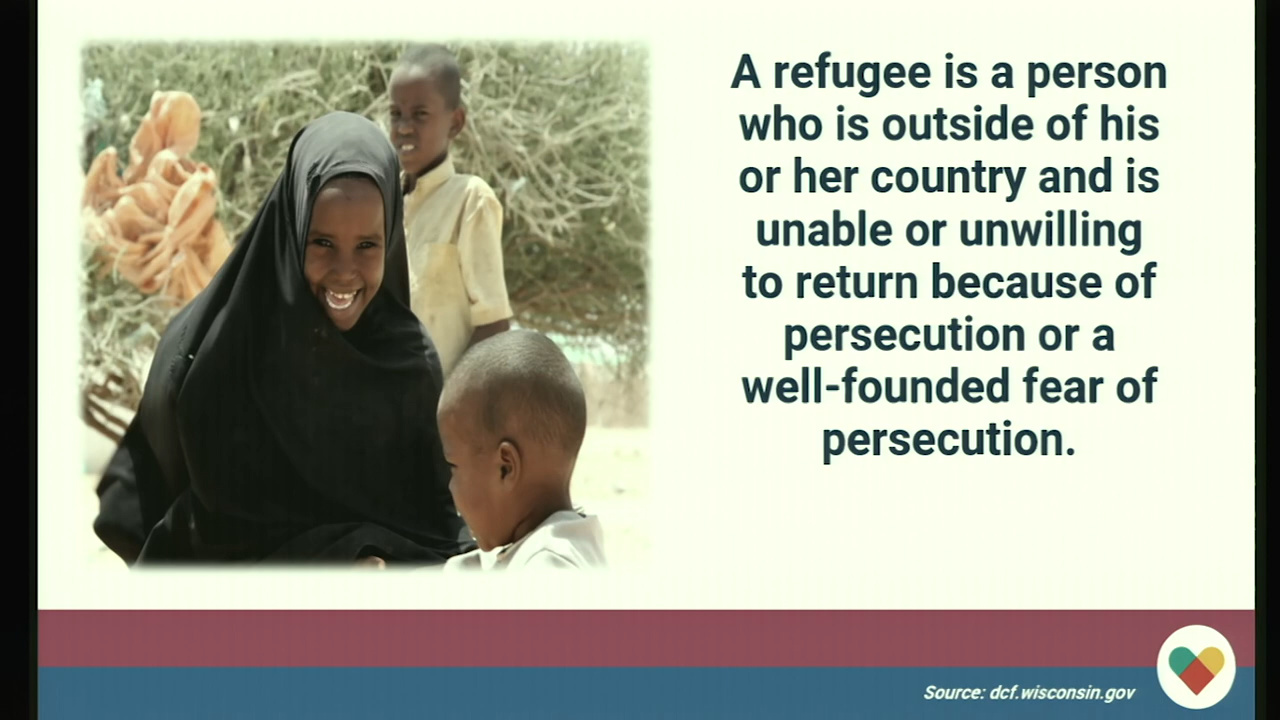 A refugee is a person
who is outside of his
or her country and is
unable or unwilling
to return because of
persecution or a
well-founded fear of
persecution.
Source: dcf.wisconsin.gov